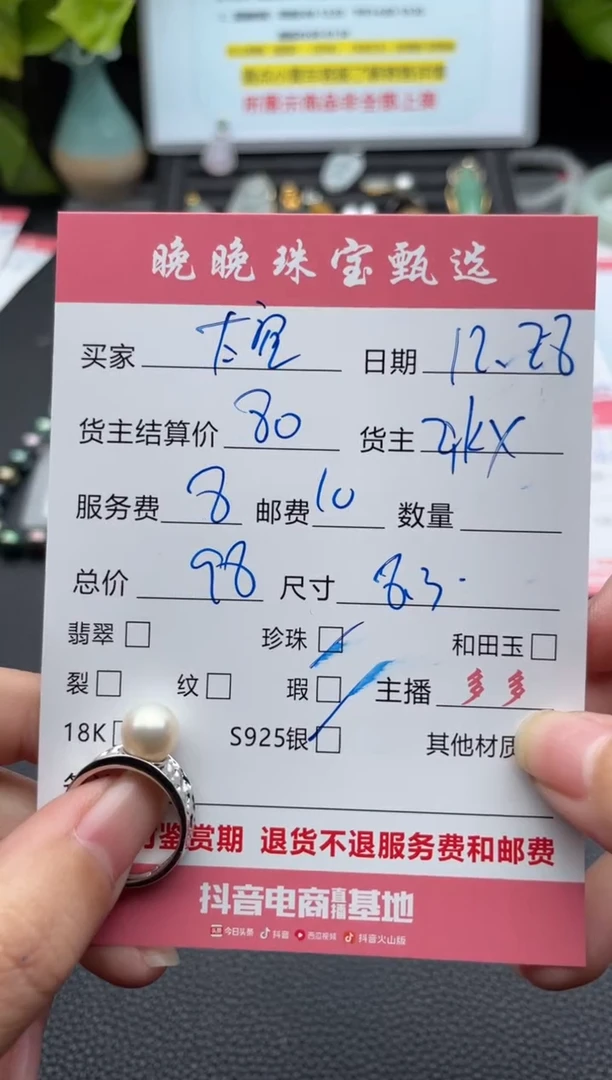 晚晚珠宝甄选
买家 日期 12.28
货主结算价 80 货主 ZKX
服务费 8 邮费 10 数量
总价 98 尺寸 8.3
翡翠 珍珠 和田玉
裂 纹 瑕 主播 多多
18K S925银 其他材质
鉴赏期 退货不退服务费和邮费
抖音电商直播基地
今日头条 抖音 西瓜视频 抖音火山版